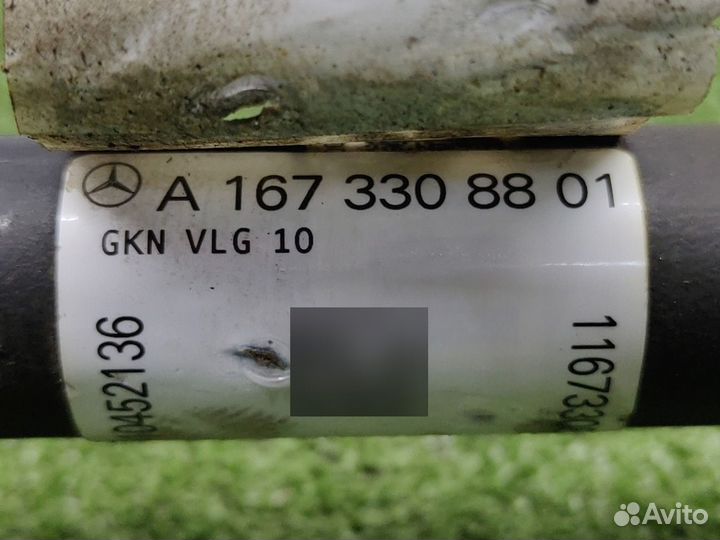 A 167 330 88 01
GKN VLG 10
0452136
1167330
Avito